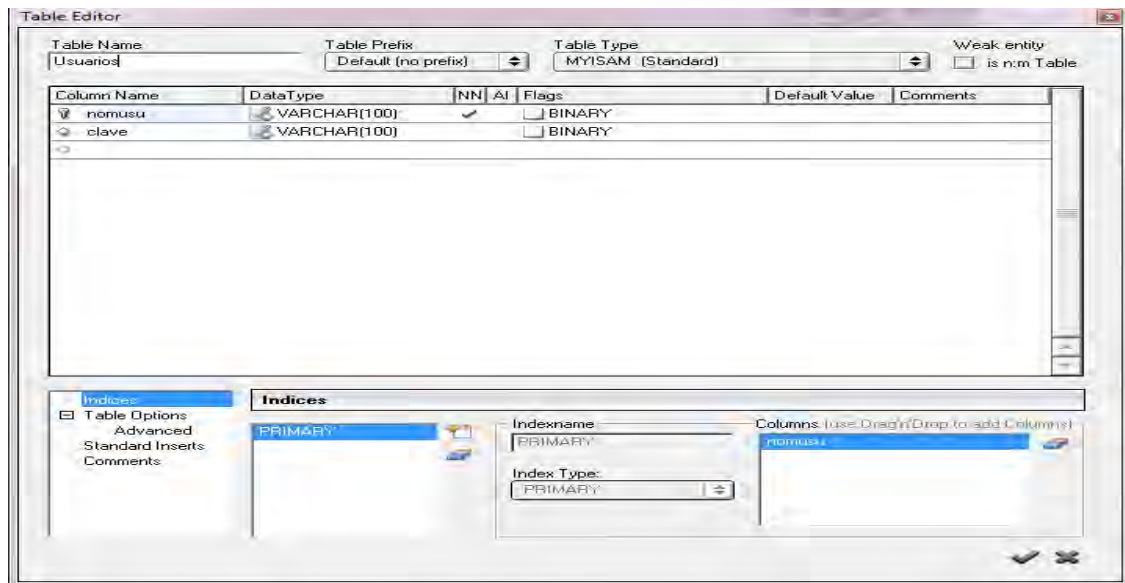 Table Editor
Table Name Table Prefix Table Type Weak entity
Usuarios Default (no prefix) MYISAM (Standard) is n:m Table
Column Name DataType NN AI Flags Default Value Comments
nomusu VARCHAR(100) BINARY
clave VARCHAR(100) BINARY
Indices Indices
Table Options
Advanced
Standard Inserts
Comments
PRIMARY
Indexname
PRIMARY
Index Type:
PRIMARY
Columns (use Drag'n'Drop to add Columns)
nomusu